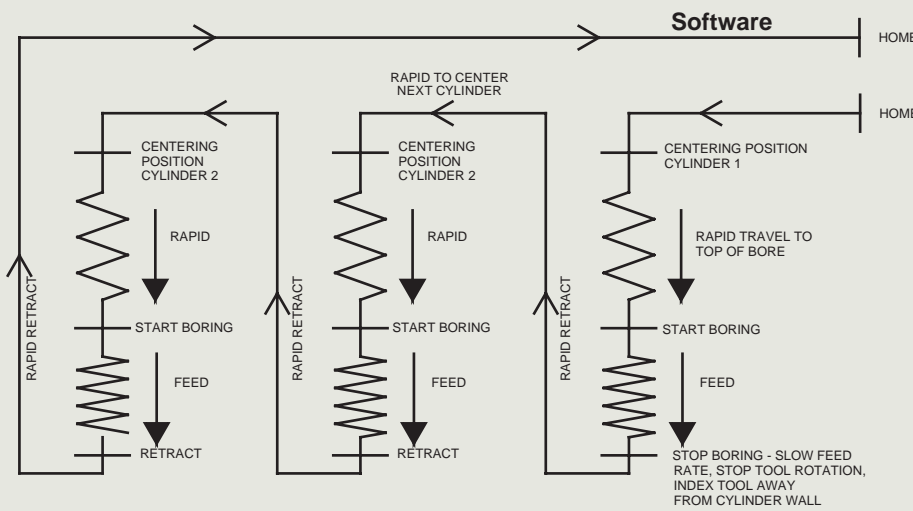 Software
HOME
RAPID TO CENTER
NEXT CYLINDER
HOME
CENTERING
POSITION
CYLINDER 2
CENTERING
POSITION
CYLINDER 2
CENTERING POSITION
CYLINDER 1
RAPID
RAPID
RAPID TRAVEL TO
TOP OF BORE
RAPID RETRACT
RAPID RETRACT
RAPID RETRACT
START BORING
START BORING
START BORING
FEED
FEED
FEED
RETRACT
RETRACT
STOP BORING - SLOW FEED
RATE, STOP TOOL ROTATION,
INDEX TOOL AWAY
FROM CYLINDER WALL